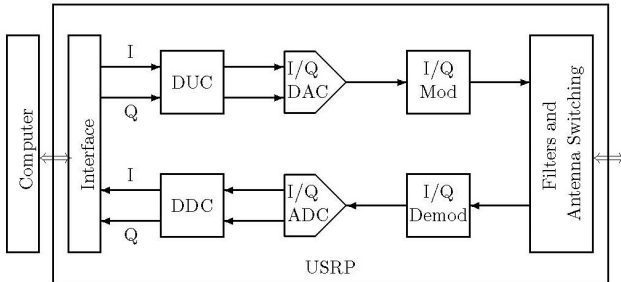 Computer
Interface
I
Q
DUC
I/Q
DAC
I/Q
Mod
Filters and
Antenna Switching
I
Q
DDC
I/Q
ADC
I/Q
Demod
USRP